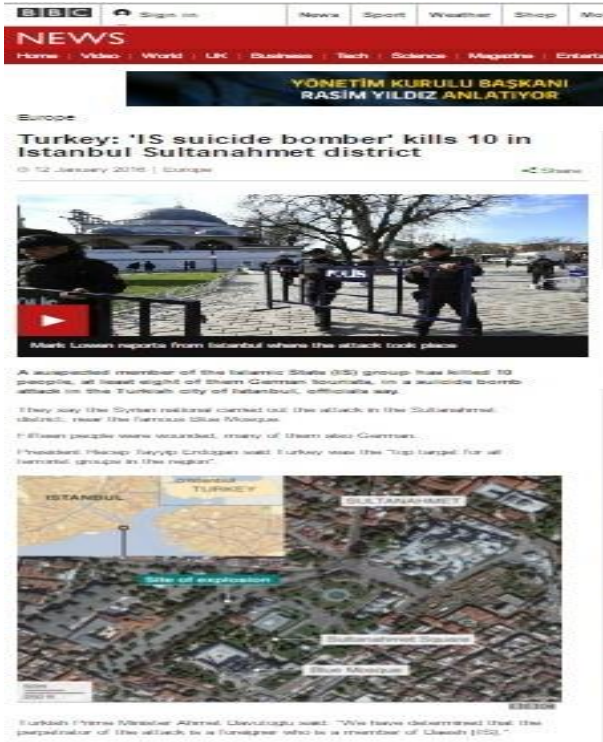 BBC Sign in News Sport Weather Shop Mo
NEWS
Home Video World UK Business Tech Science Magazine Enterta
YÖNETİM KURULU BAŞKANI
RASİM YILDIZ ANLATIYOR
Europe
Turkey: 'IS suicide bomber' kills 10 in
Istanbul Sultanahmet district
12 January 2016 Europe Share
POLİS
Mark Lowen reports from Istanbul where the attack took place
A suspected member of the Islamic State (IS) group has killed 10
people, at least eight of them German tourists, in a suicide bomb
attack in the Turkish city of Istanbul, officials say.
They say the Syrian national carried out the attack in the Sultanahmet
district, near the famous Blue Mosque.
Fifteen people were wounded, many of them also German.
President Recep Tayyip Erdogan said Turkey was the "top target for all
terrorist groups in the region".
Istanbul
TURKEY
ISTANBUL
SULTANAHMET
Site of explosion
Sultanahmet Square
Blue Mosque
Turkish Prime Minister Ahmet Davutoglu said: "We have determined that the
perpetrator of the attack is a foreigner who is a member of Daesh [IS]."